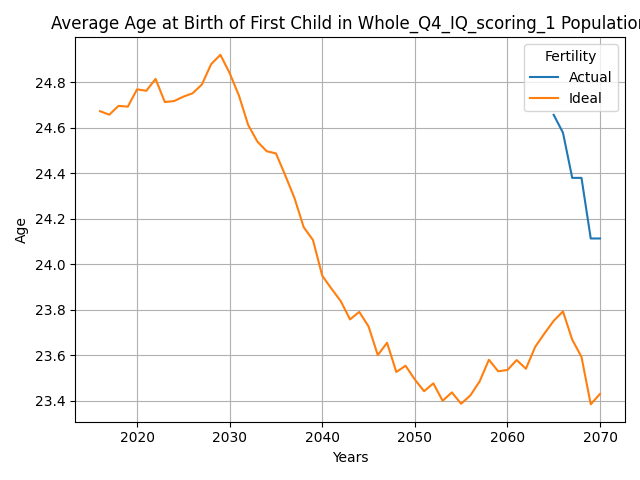 Average Age at Birth of First Child in Whole_Q4_IQ_scoring_1 Population
Fertility
Actual
Ideal
24.8
24.6
24.4
24.2
24.0
23.8
23.6
23.4
Age
2020
2030
2040
2050
2060
2070
Years